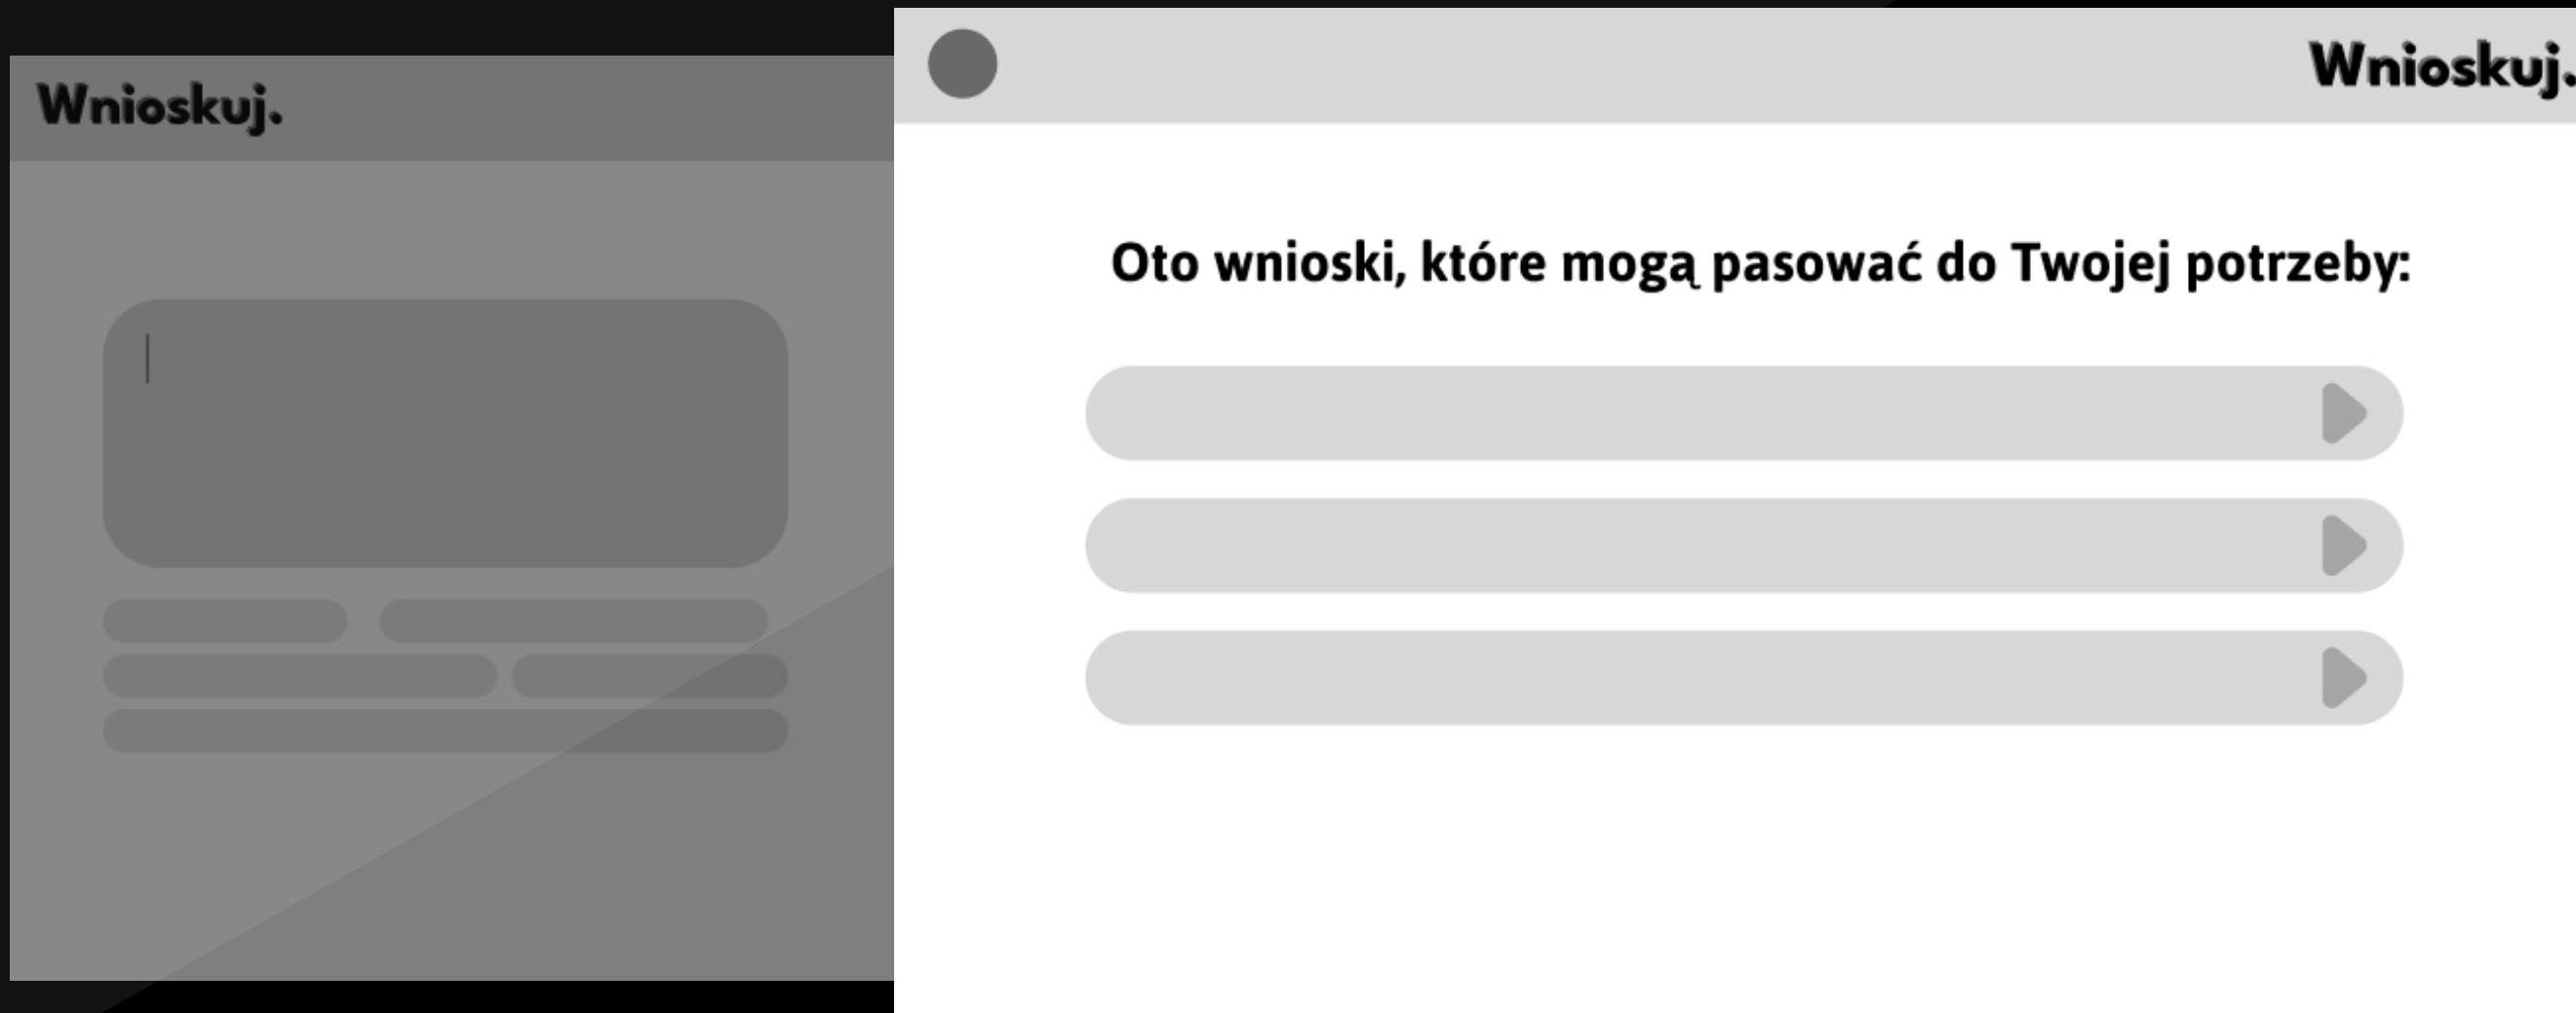 Wnioskuj.
Wnioskuj.
Oto wnioski, które mogą pasować do Twojej potrzeby: